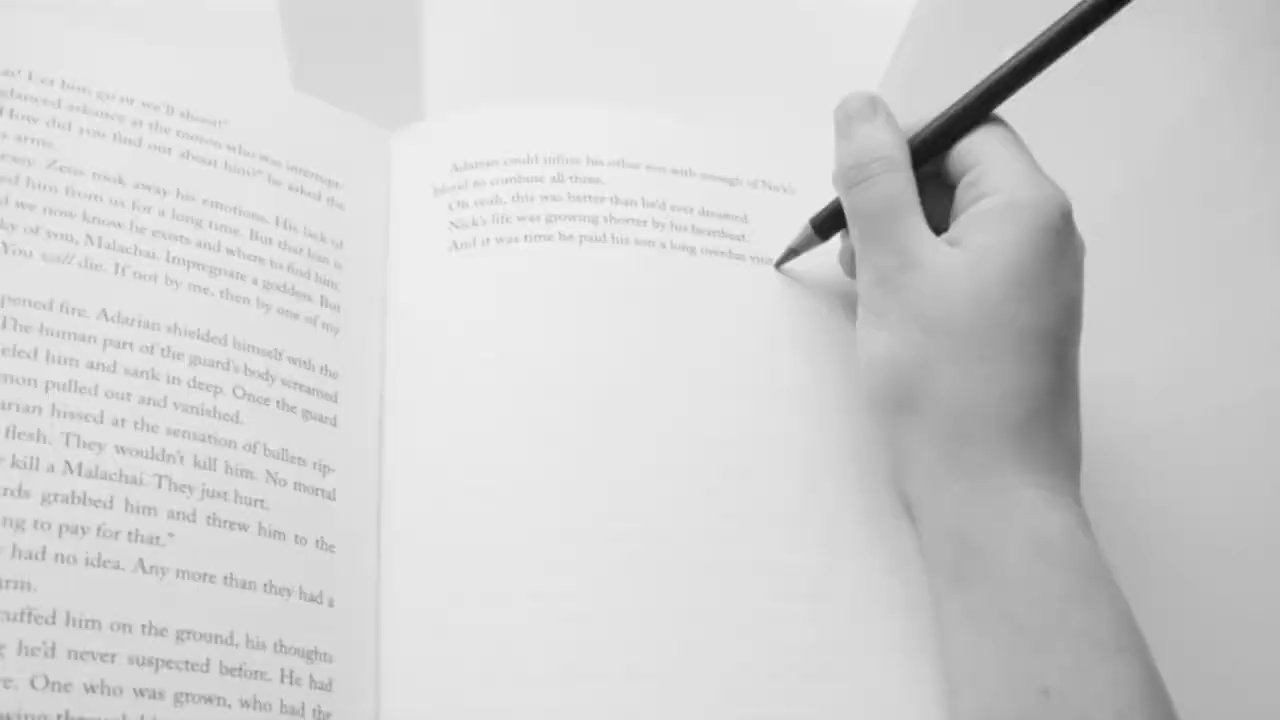 Let him go or we'll shoot!"
glanced askance at the moron who was interrupt-
How did you find out about him?" he asked the
arms.
easy. Zeus took away his emotions. His lack of
him from us for a long time. But that ban is
d we now know he exists and where to find him.
ky of you, Malachai. Impregnate a goddess. But
You will die. If not by me, then by one of my
pened fire. Adarian shielded himself with the
The human part of the guard's body screamed
eled him and sank in deep. Once the guard
mon pulled out and vanished.
arian hissed at the sensation of bullets rip-
flesh. They wouldn't kill him. No mortal
kill a Malachai. They just hurt.
rds grabbed him and threw him to the
ng to pay for that."
had no idea. Any more than they had a
arm.
cuffed him on the ground, his thoughts
g he'd never suspected before. He had
re. One who was grown, who had the
Adarian could infuse his other son with enough of Nick's
blood to combine all three.
Oh yeah, this was better than he'd ever dreamed.
Nick's life was growing shorter by his heartbeat.
And it was time he paid his son a long overdue visit